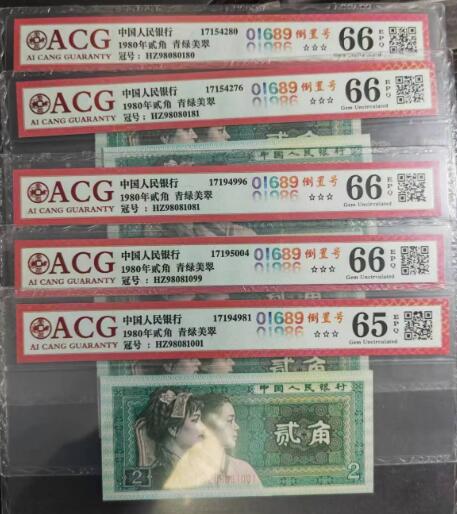 ACG
AI CANG GUARANTY
中国人民银行 17154280
1980年贰角 青绿美翠
冠号：HZ98080180
01689 倒置号
☆☆☆
66 EPQ
ACG
AI CANG GUARANTY
中国人民银行 17154276
1980年贰角 青绿美翠
冠号：HZ98080181
01689 倒置号
☆☆☆
66 EPQ
Gem Uncirculated
贰角
ACG
AI CANG GUARANTY
中国人民银行 17194996
1980年贰角 青绿美翠
冠号：HZ98081081
01689 倒置号
☆☆☆
66 EPQ
Gem Uncirculated
ACG
AI CANG GUARANTY
中国人民银行 17195004
1980年贰角 青绿美翠
冠号：HZ98081099
01689 倒置号
☆☆☆
66 EPQ
Gem Uncirculated
ACG
AI CANG GUARANTY
中国人民银行 17194981
1980年贰角 青绿美翠
冠号：HZ98081001
01689 倒置号
☆☆☆
65 EPQ
Gem Uncirculated
中国人民银行
贰角
2
2